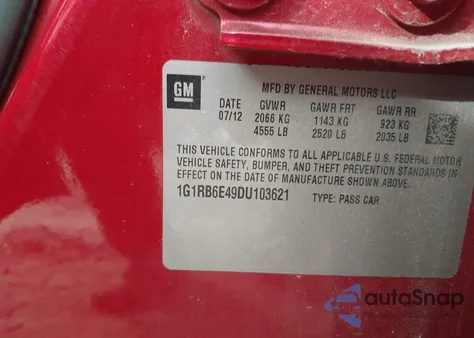 MFD BY GENERAL MOTORS LLC
GM
DATE GVWR GAWR FRT GAWR RR
07/12 2066 KG 1143 KG 923 KG
4555 LB 2520 LB 2035 LB
THIS VEHICLE CONFORMS TO ALL APPLICABLE U.S. FEDERAL MOTOR
VEHICLE SAFETY, BUMPER, AND THEFT PREVENTION STANDARDS IN
EFFECT ON THE DATE OF MANUFACTURE SHOWN ABOVE.
1G1RB6E49DU103621 TYPE: PASS CAR
autoSnap